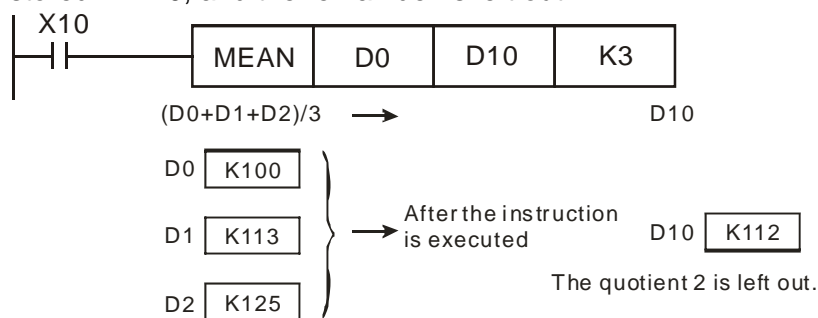 X10
MEAN D0 D10 K3
(D0+D1+D2)/3 D10
D0 K100
D1 K113
D2 K125
After the instruction
is executed
D10 K112
The quotient 2 is left out.